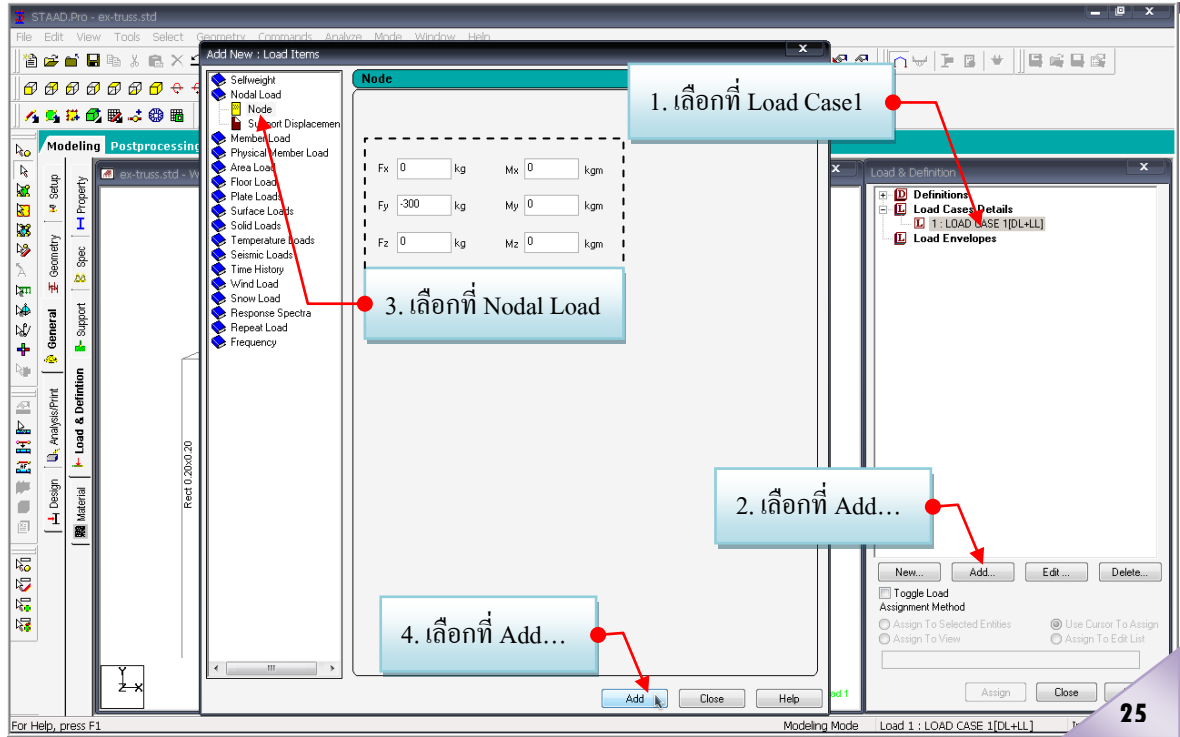 STAAD.Pro - ex-truss.std
File Edit View Tools Select Geometry Commands Analyze Mode Window Help
Add New : Load Items
Selfweight
Nodal Load
Node
Support Displacemen
Member Load
Physical Member Load
Area Load
Floor Load
Plate Loads
Surface Loads
Solid Loads
Temperature Loads
Seismic Loads
Time History
Wind Load
Snow Load
Response Spectra
Repeat Load
Frequency
Node
Fx 0 kg Mx 0 kgm
Fy -300 kg My 0 kgm
Fz 0 kg Mz 0 kgm
1. เลือกที่ Load Case1
3. เลือกที่ Nodal Load
2. เลือกที่ Add…
4. เลือกที่ Add…
Add Close Help
Modeling Postprocessing
ex-truss.std - W
Setup
Geometry
General
Analysis/Print
Design
Property
Spec
Support
Load & Defintion
Material
Rect 0.20x0.20
Y
Z X
Load & Definition
Definitions
Load Cases Details
1 : LOAD CASE 1[DL+LL]
Load Envelopes
New... Add... Edit ... Delete...
Toggle Load
Assignment Method
Assign To Selected Entities Use Cursor To Assign
Assign To View Assign To Edit List
Assign Close
ad 1
For Help, press F1
Modeling Mode Load 1 : LOAD CASE 1[DL+LL]
25